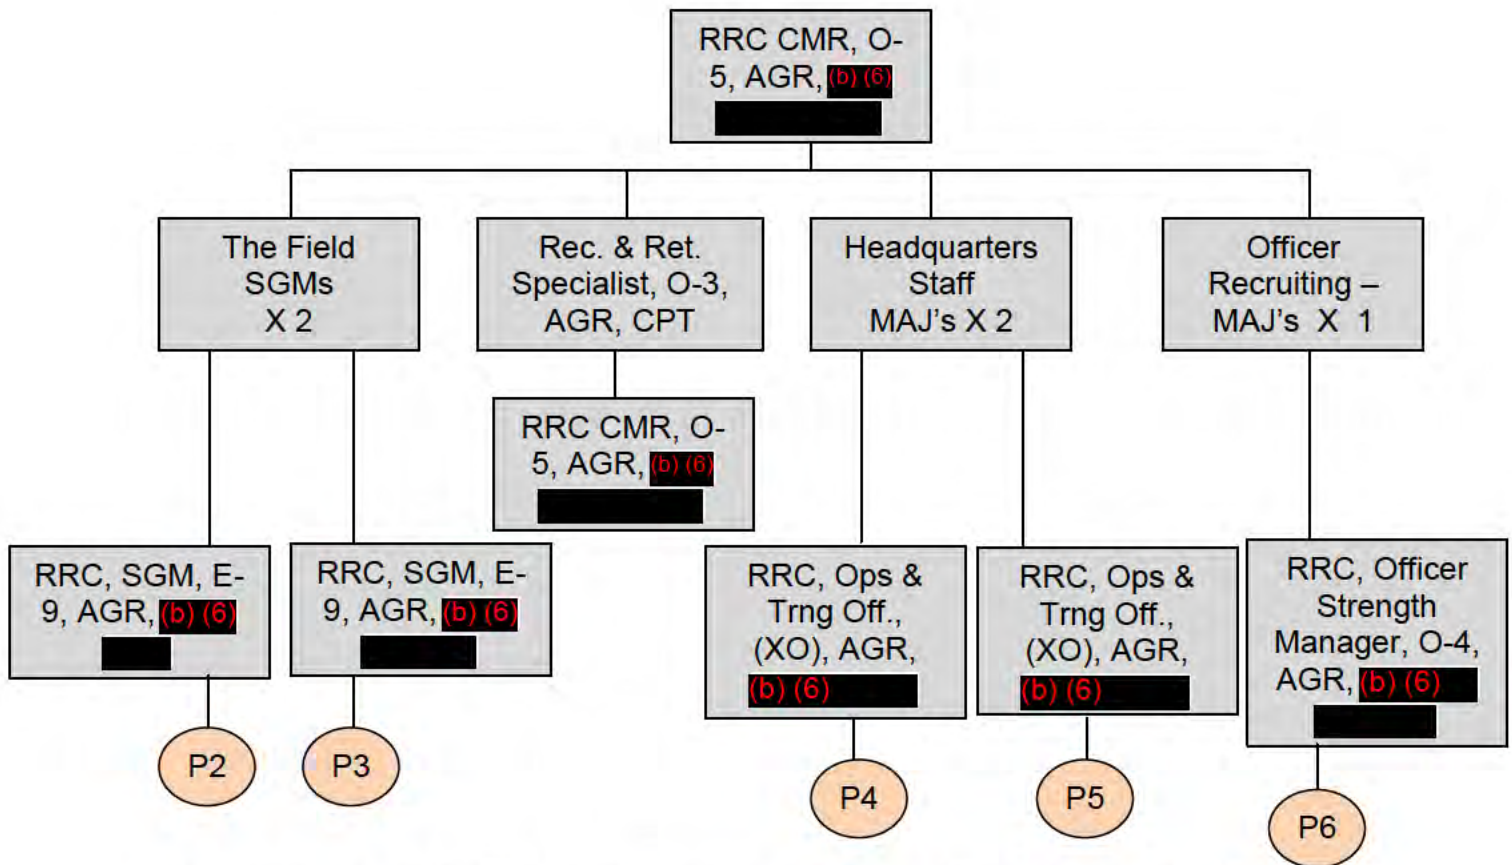 RRC CMR, O-
5, AGR, (b) (6)
The Field
SGMs
X 2
Rec. & Ret.
Specialist, O-3,
AGR, CPT
Headquarters
Staff
MAJ's X 2
Officer
Recruiting –
MAJ's X 1
RRC CMR, O-
5, AGR, (b) (6)
RRC, SGM, E-
9, AGR, (b) (6)
RRC, SGM, E-
9, AGR, (b) (6)
RRC, Ops &
Trng Off.,
(XO), AGR,
(b) (6)
RRC, Ops &
Trng Off.,
(XO), AGR,
(b) (6)
RRC, Officer
Strength
Manager, O-4,
AGR, (b) (6)
P2
P3
P4
P5
P6